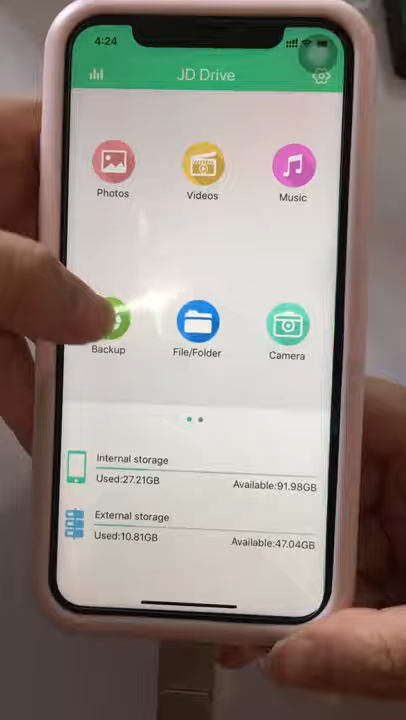 4:24
JD Drive
Photos
Videos
Music
Backup
File/Folder
Camera
Internal storage
Used:27.21GB
Available:91.98GB
External storage
Used:10.81GB
Available:47.04GB